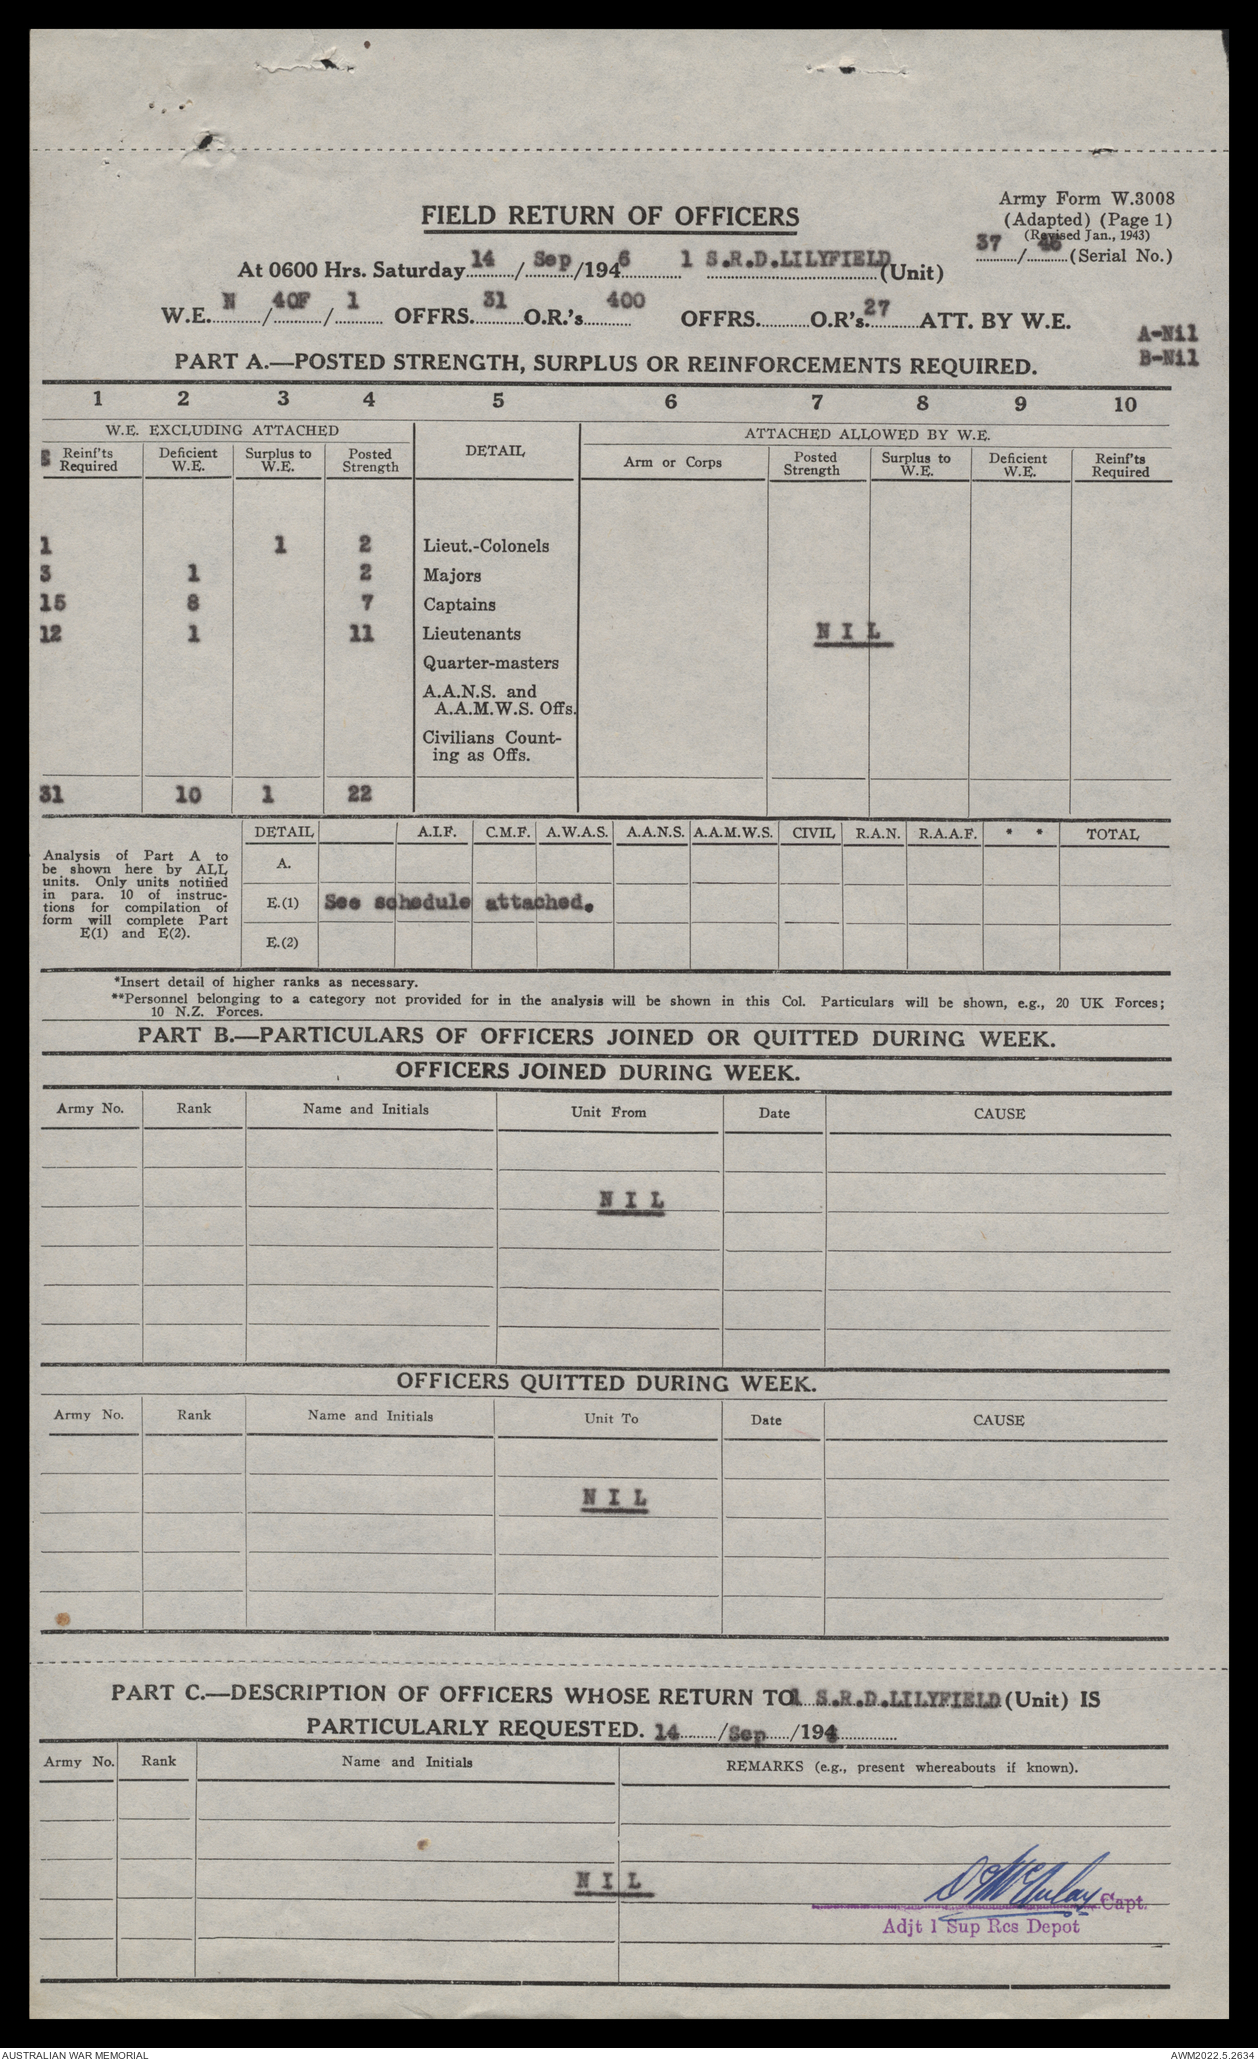 Army Form W.3008
FIELD RETURN OF OFFICERS
(Adapted) (Page 1)
(Revised Jan., 1943)
37 / 46 (Serial No.)
At 0600 Hrs. Saturday 14 / Sep /1946 1 S.R.D.LILYFIELD (Unit)
W.E. N / 40F / 1 OFFRS. 31 O.R.'s. 400 OFFRS. O.R's. 27 ATT. BY W.E.
A-Nil
B-Nil
PART A.—POSTED STRENGTH, SURPLUS OR REINFORCEMENTS REQUIRED.
1 2 3 4 5 6 7 8 9 10
W.E. EXCLUDING ATTACHED DETAIL ATTACHED ALLOWED BY W.E.
Reinf'ts Required Deficient W.E. Surplus to W.E. Posted Strength Arm or Corps Posted Strength Surplus to W.E. Deficient W.E. Reinf'ts Required
1 1 2 Lieut.-Colonels
3 1 2 Majors
15 8 7 Captains
12 1 11 Lieutenants N I L
Quarter-masters
A.A.N.S. and
A.A.M.W.S. Offs.
Civilians Count-
ing as Offs.
31 10 1 22
DETAIL A.I.F. C.M.F. A.W.A.S. A.A.N.S. A.A.M.W.S. CIVIL R.A.N. R.A.A.F. * * TOTAL
Analysis of Part A to
be shown here by ALL
units. Only units notified
in para. 10 of instruc-
tions for compilation of
form will complete Part
E(1) and E(2).
A.
E.(1) See schedule attached.
E.(2)
*Insert detail of higher ranks as necessary.
**Personnel belonging to a category not provided for in the analysis will be shown in this Col. Particulars will be shown, e.g., 20 UK Forces;
10 N.Z. Forces.
PART B.—PARTICULARS OF OFFICERS JOINED OR QUITTED DURING WEEK.
OFFICERS JOINED DURING WEEK.
Army No. Rank Name and Initials Unit From Date CAUSE
N I L
OFFICERS QUITTED DURING WEEK.
Army No. Rank Name and Initials Unit To Date CAUSE
N I L
PART C.—DESCRIPTION OF OFFICERS WHOSE RETURN TO 1 S.R.D.LILYFIELD (Unit) IS
PARTICULARLY REQUESTED. 14 /Sep /194
Army No. Rank Name and Initials REMARKS (e.g., present whereabouts if known).
N I L
Capt.
Adjt 1 Sup Res Depot
AUSTRALIAN WAR MEMORIAL AWM2022.5.2634